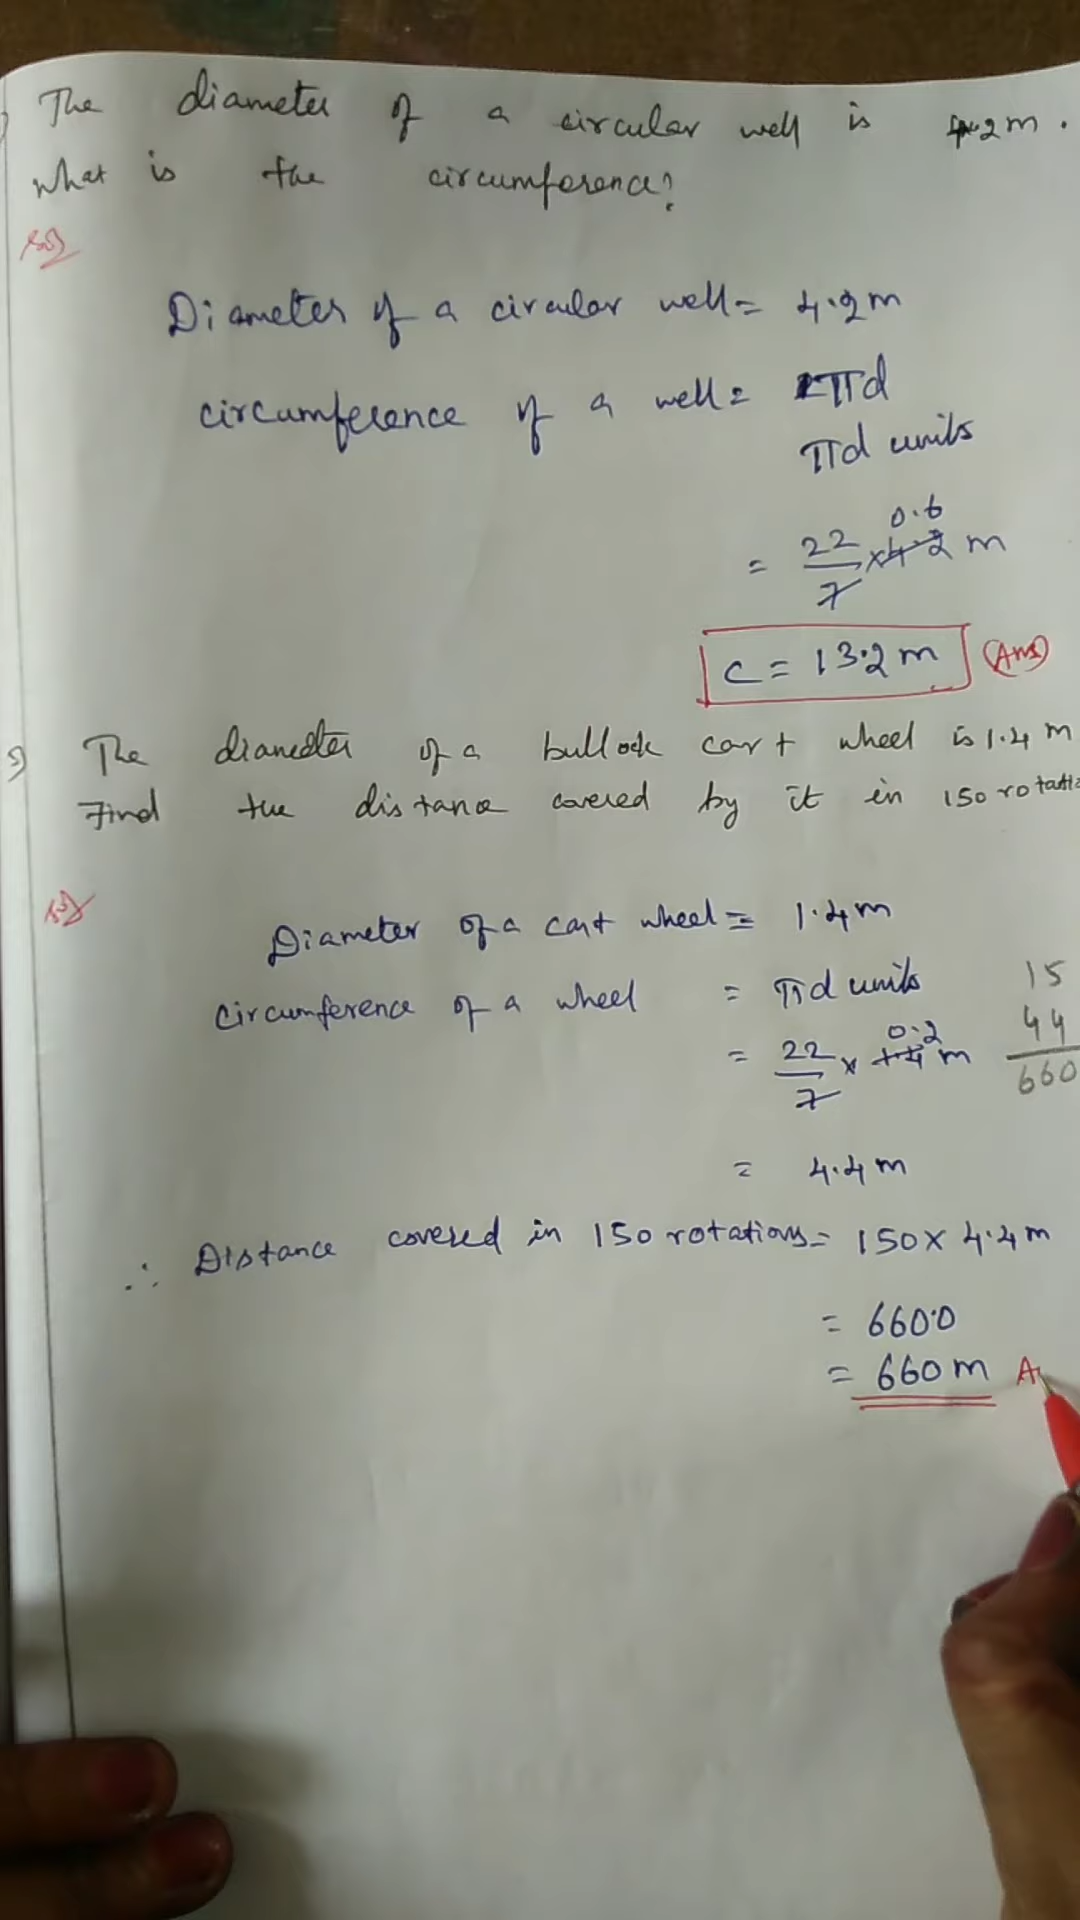 The diameter of a circular well is 4.2m.
what is the circumference?
Sol
Diameter of a circular well = 4.2m
circumference of a well = πd
πd units
0.6
= 22/7 × 4.2 m
C = 13.2 m (Ans)
5) The diameter of a bullock cart wheel is 1.4 m
Find the distance covered by it in 150 rotatio
Sol
Diameter of a cart wheel = 1.4m
circumference of a wheel = πd units
0.2
= 22/7 × 1.4 m
15
44
660
= 4.4m
∴ Distance covered in 150 rotations = 150 × 4.4m
= 660.0
= 660 m A